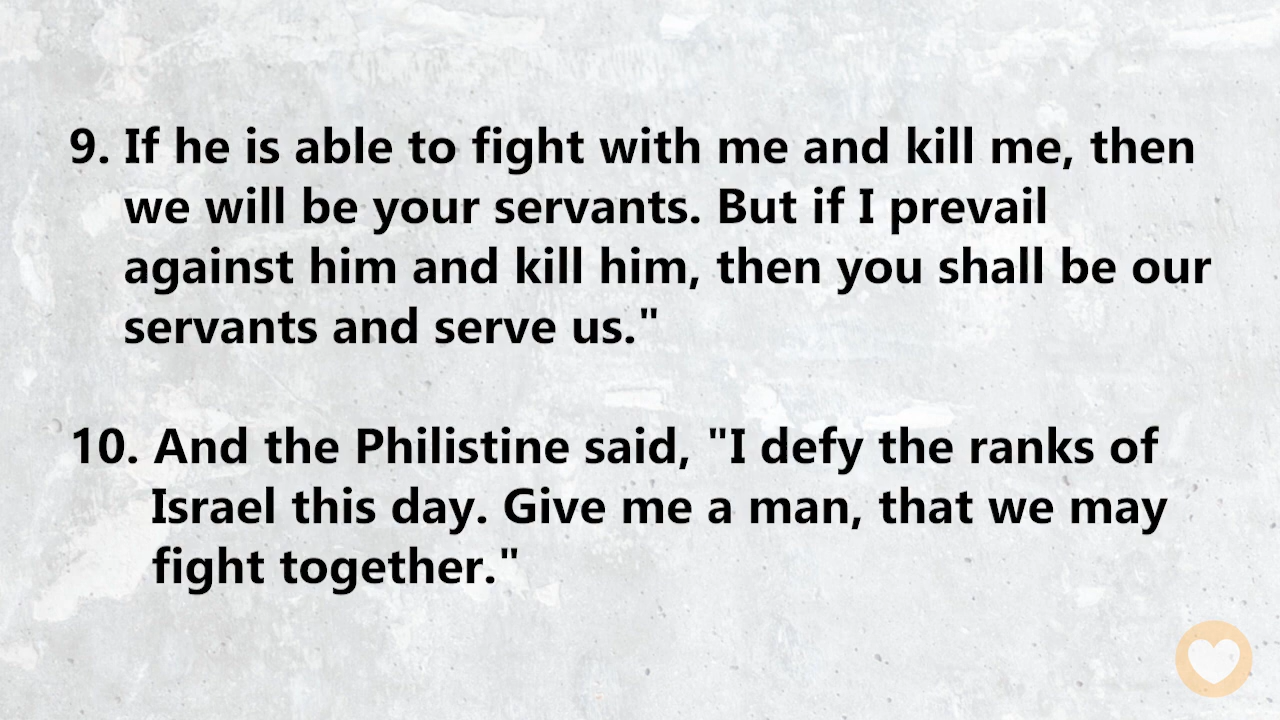 9. If he is able to fight with me and kill me, then
we will be your servants. But if I prevail
against him and kill him, then you shall be our
servants and serve us."
10. And the Philistine said, "I defy the ranks of
Israel this day. Give me a man, that we may
fight together."